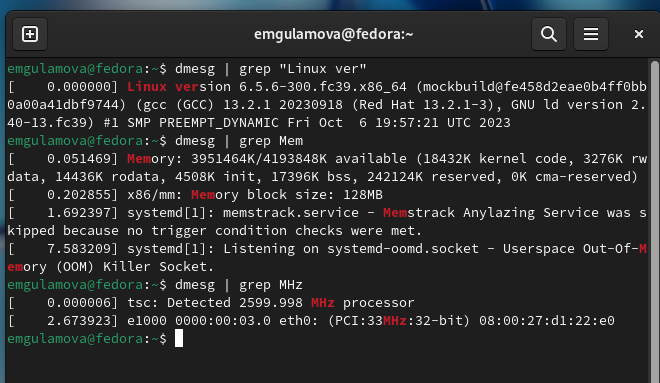 emgulamova@fedora:~
emgulamova@fedora:~$ dmesg | grep "Linux ver"
[    0.000000] Linux version 6.5.6-300.fc39.x86_64 (mockbuild@fe458d2eae0b4ff0bb
0a00a41dbf9744) (gcc (GCC) 13.2.1 20230918 (Red Hat 13.2.1-3), GNU ld version 2.
40-13.fc39) #1 SMP PREEMPT_DYNAMIC Fri Oct  6 19:57:21 UTC 2023
emgulamova@fedora:~$ dmesg | grep Mem
[    0.051469] Memory: 3951464K/4193848K available (18432K kernel code, 3276K rw
data, 14436K rodata, 4508K init, 17396K bss, 242124K reserved, 0K cma-reserved)
[    0.202855] x86/mm: Memory block size: 128MB
[    1.692397] systemd[1]: memstrack.service - Memstrack Anylazing Service was s
kipped because no trigger condition checks were met.
[    7.583209] systemd[1]: Listening on systemd-oomd.socket - Userspace Out-Of-M
emory (OOM) Killer Socket.
emgulamova@fedora:~$ dmesg | grep MHz
[    0.000006] tsc: Detected 2599.998 MHz processor
[    2.673923] e1000 0000:00:03.0 eth0: (PCI:33MHz:32-bit) 08:00:27:d1:22:e0
emgulamova@fedora:~$